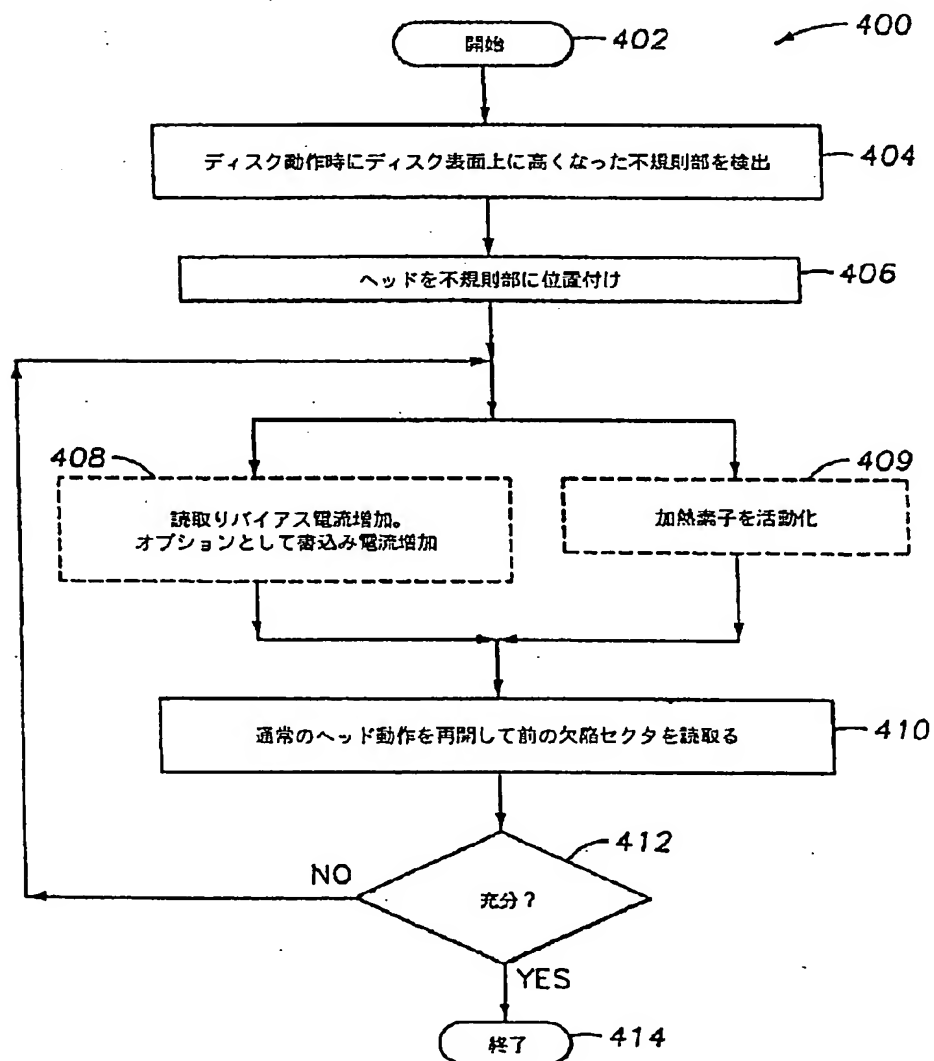 400
開始
402
ディスク動作時にディスク表面上に高くなった不規則部を検出
404
ヘッドを不規則部に位置付け
406
408
読取りバイアス電流増加。
オプションとして書込み電流増加
409
加熱素子を活動化
通常のヘッド動作を再開して前の欠陥セクタを読取る
410
412
充分?
NO
YES
終了
414